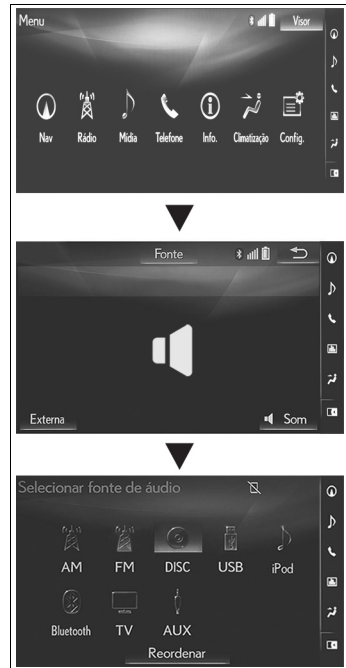 Menu Visor
Nav Rádio Mídia Telefone Info. Climatização Config.
Fonte
Externa Som
Selecionar fonte de áudio
AM FM DISC USB iPod
Bluetooth TV AUX
Reordenar